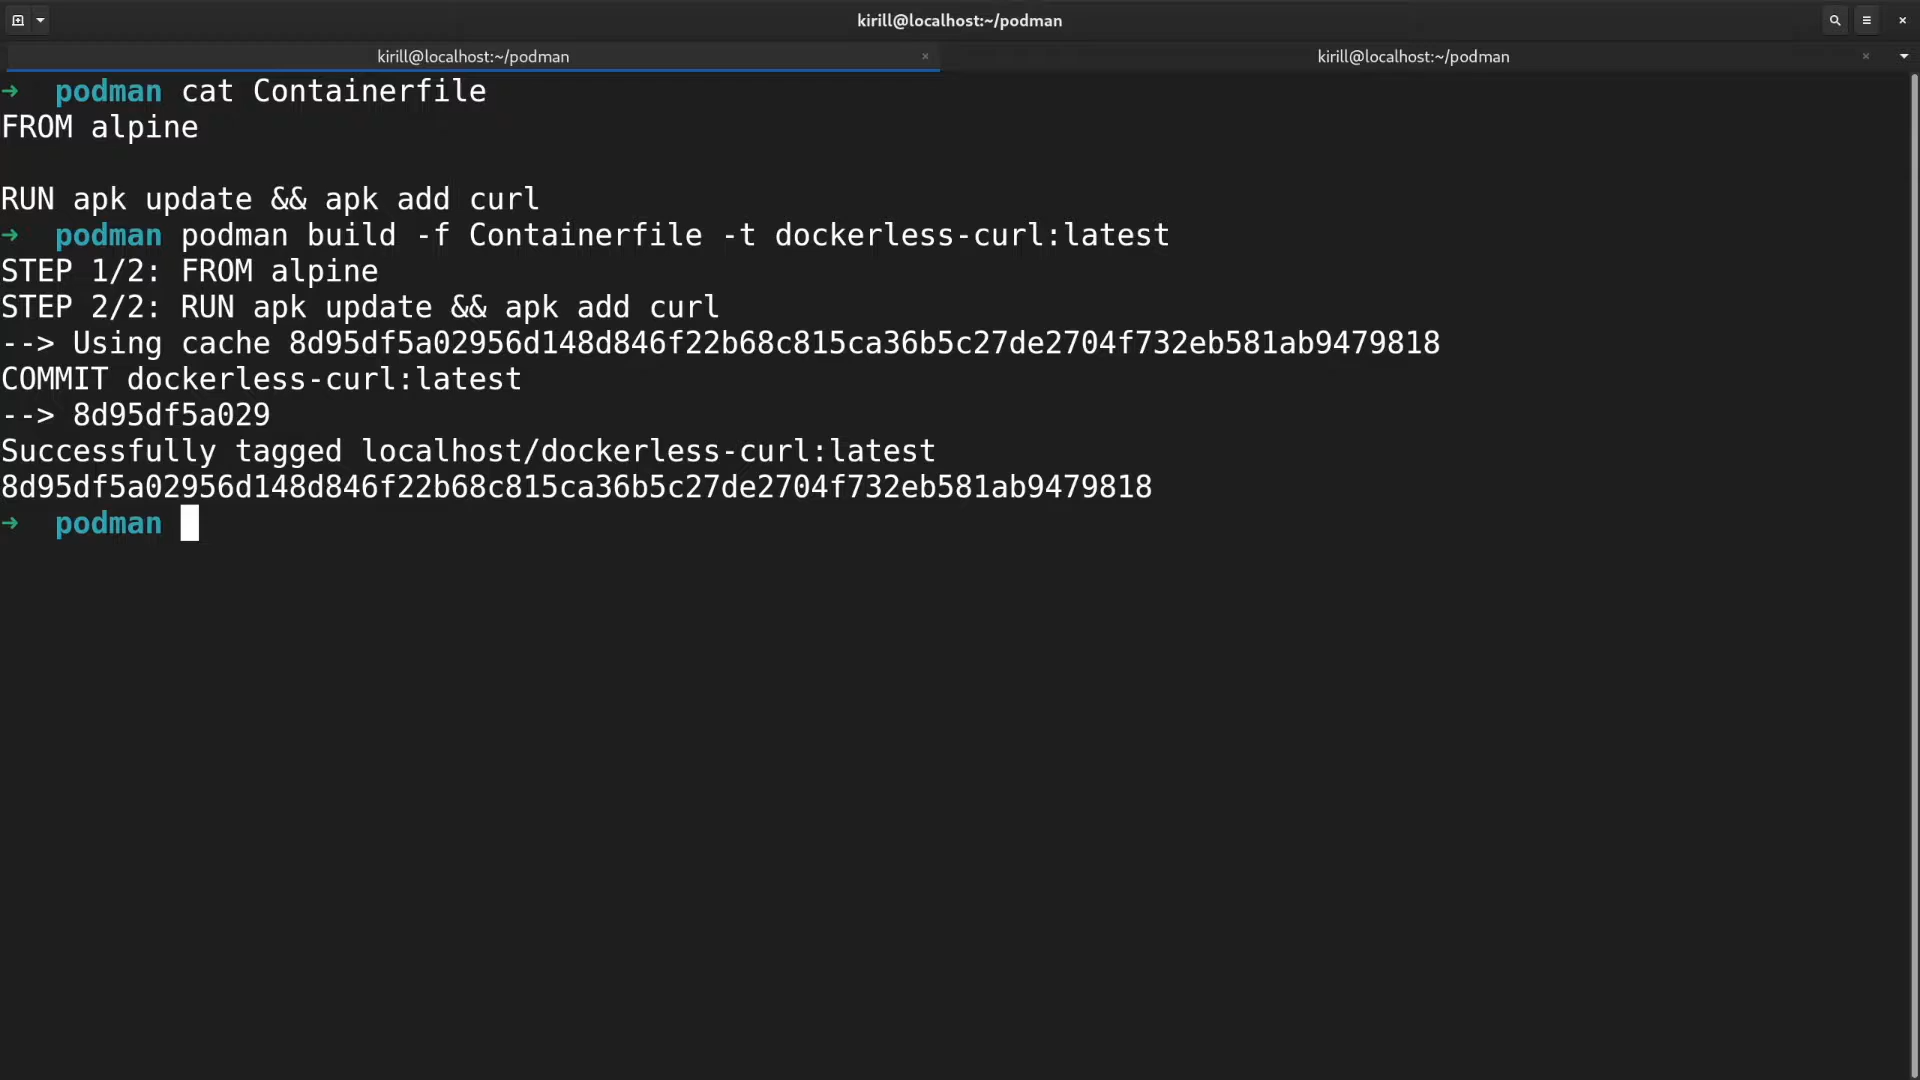 kirill@localhost:~/podman
kirill@localhost:~/podman
kirill@localhost:~/podman
→ podman cat Containerfile
FROM alpine
RUN apk update && apk add curl
→ podman podman build -f Containerfile -t dockerless-curl:latest
STEP 1/2: FROM alpine
STEP 2/2: RUN apk update && apk add curl
--> Using cache 8d95df5a02956d148d846f22b68c815ca36b5c27de2704f732eb581ab9479818
COMMIT dockerless-curl:latest
--> 8d95df5a029
Successfully tagged localhost/dockerless-curl:latest
8d95df5a02956d148d846f22b68c815ca36b5c27de2704f732eb581ab9479818
→ podman